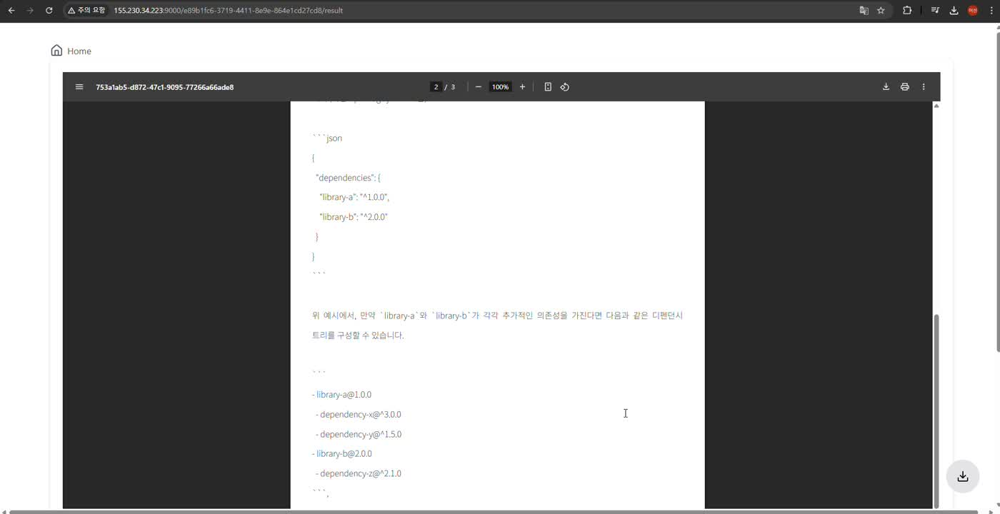 주의 요함
155.230.34.223:9000/e89b1fc6-3719-4411-8e9e-864e1cd27cd8/result
Home
753a1ab5-d872-47c1-9095-77266a66ade8
2 / 3
100%
```json
{
"dependencies": {
"library-a": "^1.0.0",
"library-b": "^2.0.0"
}
}
```
위 예시에서, 만약 `library-a`와 `library-b`가 각각 추가적인 의존성을 가진다면 다음과 같은 디펜던시
트리를 구성할 수 있습니다.
```
- library-a@1.0.0
- dependency-x@^3.0.0
- dependency-y@^1.5.0
- library-b@2.0.0
- dependency-z@^2.1.0
```,